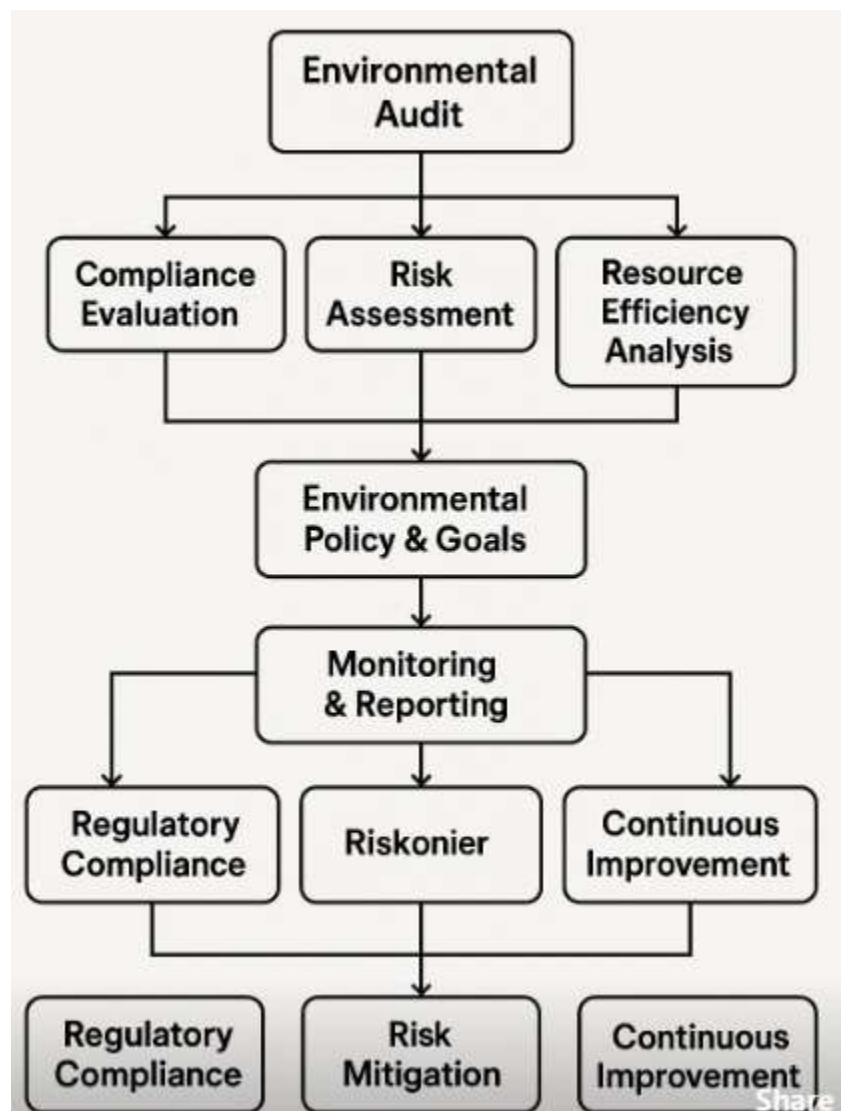 Environmental
Audit
Compliance
Evaluation
Risk
Assessment
Resource
Efficiency
Analysis
Environmental
Policy & Goals
Monitoring
& Reporting
Regulatory
Compliance
Riskonier
Continuous
Improvement
Regulatory
Compliance
Risk
Mitigation
Continuous
Improvement
Share